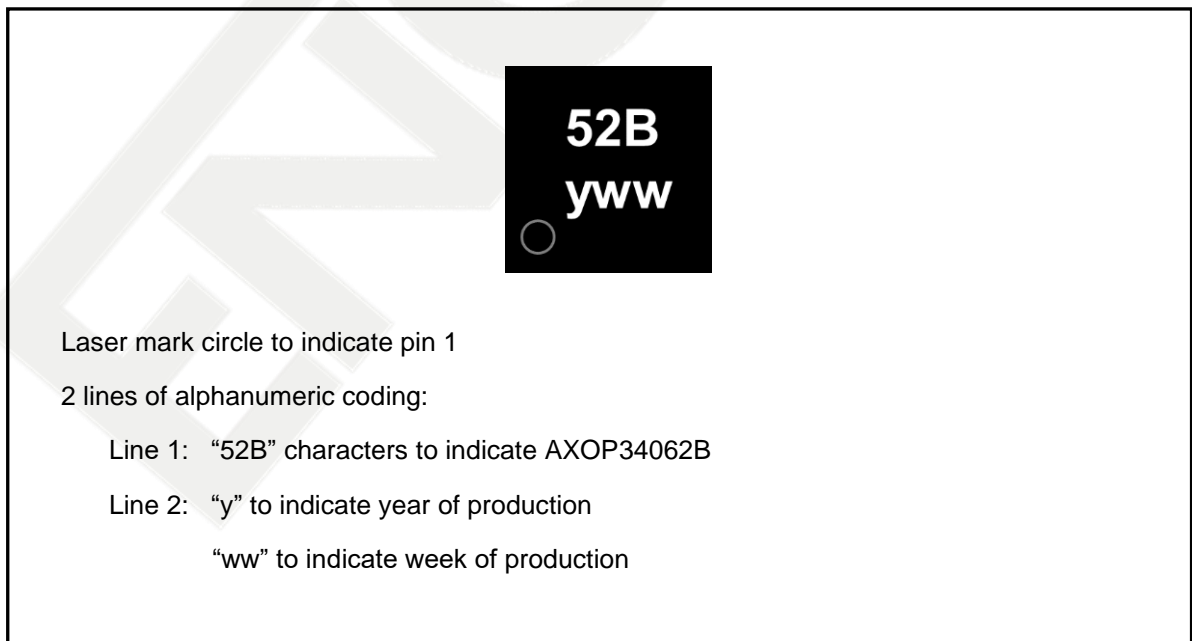 52B
yww
Laser mark circle to indicate pin 1
2 lines of alphanumeric coding:
Line 1: “52B” characters to indicate AXOP34062B
Line 2: “y” to indicate year of production
“ww” to indicate week of production